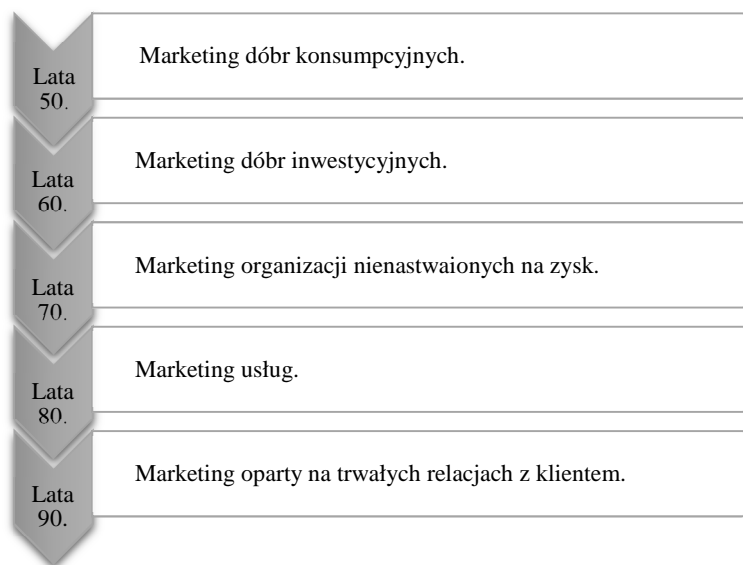 Lata
50.
Marketing dóbr konsumpcyjnych.
Lata
60.
Marketing dóbr inwestycyjnych.
Lata
70.
Marketing organizacji nienastwaionych na zysk.
Lata
80.
Marketing usług.
Lata
90.
Marketing oparty na trwałych relacjach z klientem.